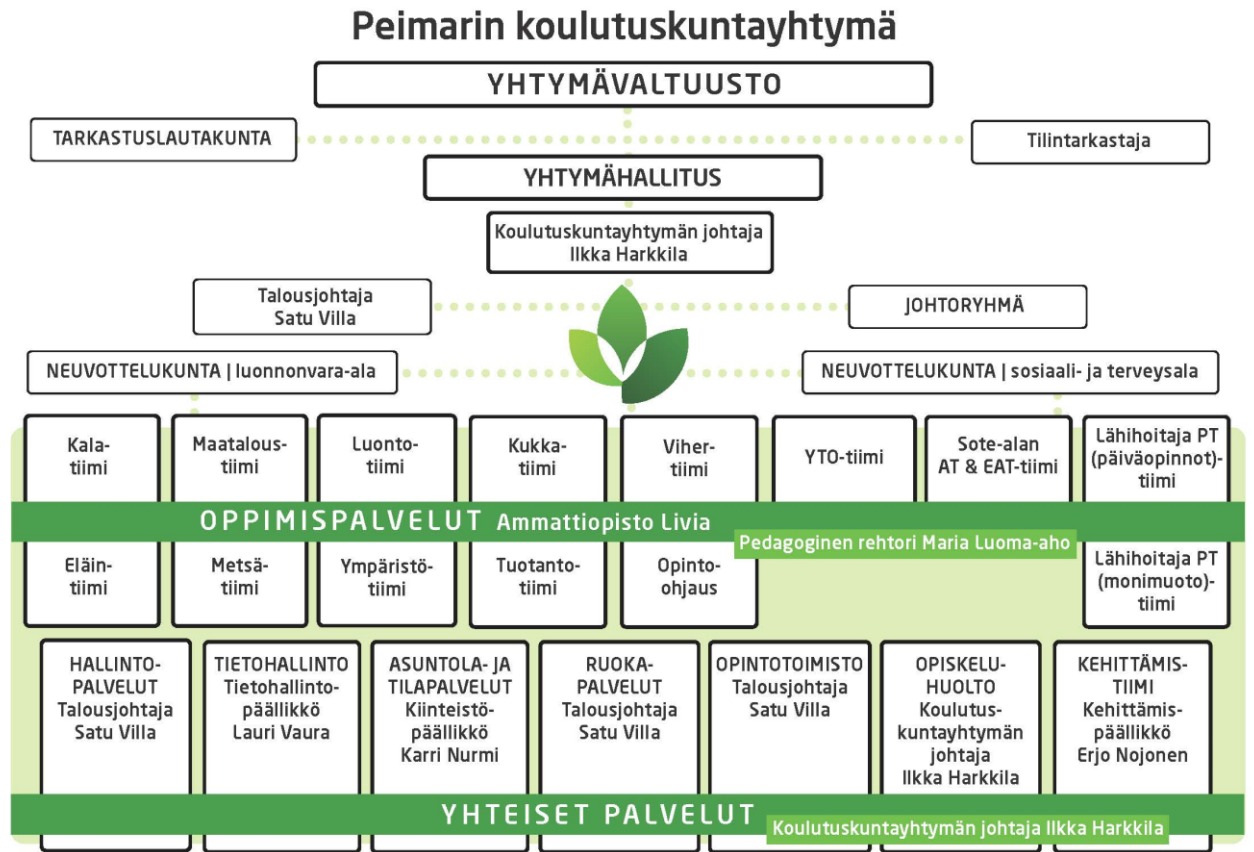 Peimarin koulutuskuntayhtymä
YHTYMÄVALTUUSTO
TARKASTUSLAUTAKUNTA
Tilintarkastaja
YHTYMÄHALLITUS
Koulutuskuntayhtymän johtaja
Ilkka Harkkila
Talousjohtaja
Satu Villa
JOHTORYHMÄ
NEUVOTTELUKUNTA | luonnonvara-ala
NEUVOTTELUKUNTA | sosiaali- ja terveysala
Kala-
tiimi
Maatalous-
tiimi
Luonto-
tiimi
Kukka-
tiimi
Viher-
tiimi
YTO-tiimi
Sote-alan
AT & EAT-tiimi
Lähihoitaja PT
(päiväopinnot)-
tiimi
OPPIMISPALVELUT Ammattiopisto Livia
Pedagoginen rehtori Maria Luoma-aho
Eläin-
tiimi
Metsä-
tiimi
Ympäristö-
tiimi
Tuotanto-
tiimi
Opinto-
ohjaus
Lähihoitaja PT
(monimuoto)-
tiimi
HALLINTO-
PALVELUT
Talousjohtaja
Satu Villa
TIETOHALLINTO
Tietohallinto-
päällikkö
Lauri Vaura
ASUNTOLA- JA
TILAPALVELUT
Kiinteistö-
päällikkö
Karri Nurmi
RUOKA-
PALVELUT
Talousjohtaja
Satu Villa
OPINTOTOIMISTO
Talousjohtaja
Satu Villa
OPISKELU-
HUOLTO
Koulutus-
kuntayhtymän
johtaja
Ilkka Harkkila
KEHITTÄMIS-
TIIMI
Kehittämis-
päällikkö
Erjo Nojonen
YHTEISET PALVELUT
Koulutuskuntayhtymän johtaja Ilkka Harkkila